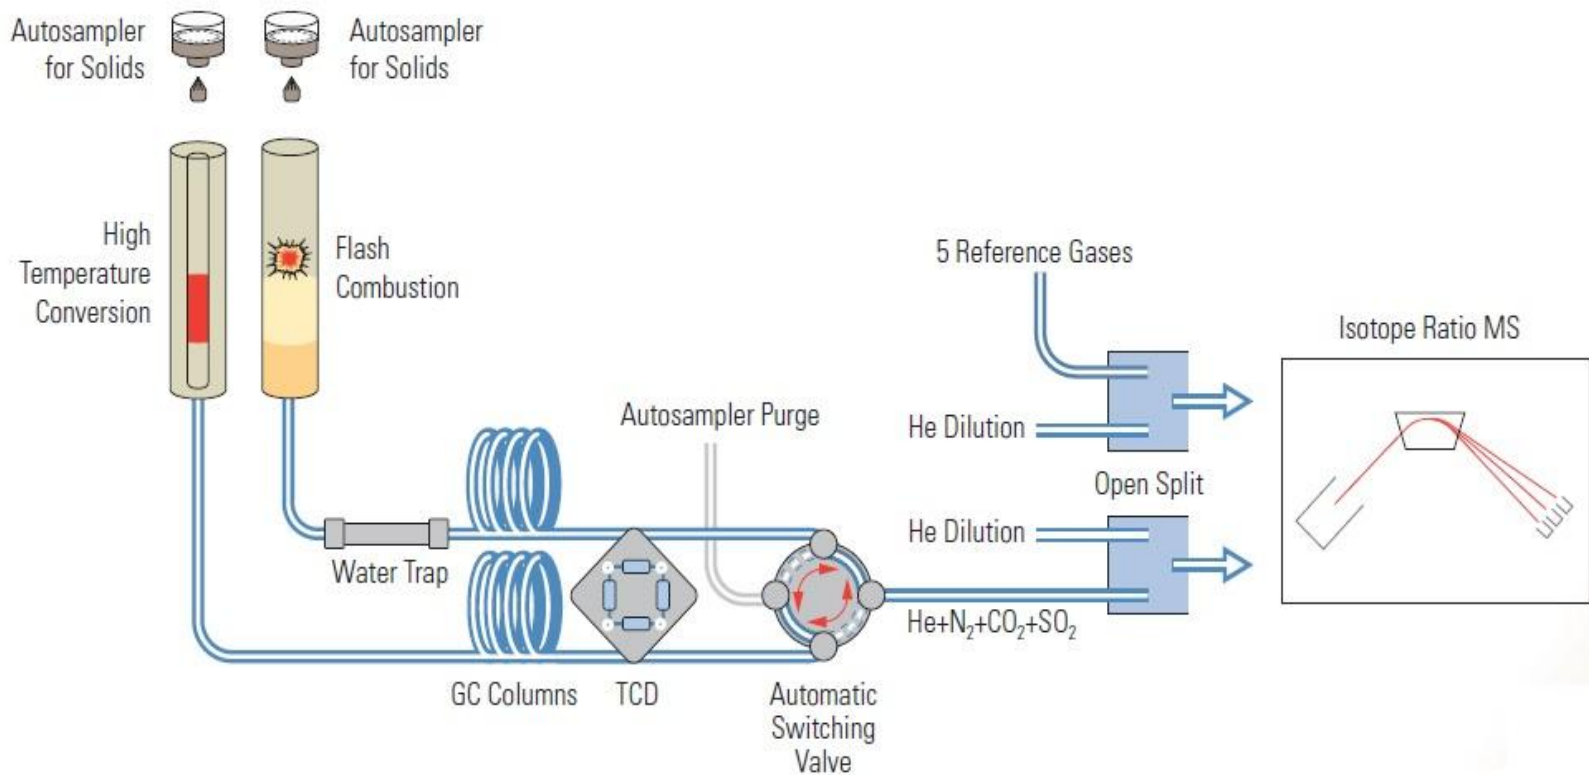 Autosampler
for Solids
Autosampler
for Solids
High
Temperature
Conversion
Flash
Combustion
5 Reference Gases
Isotope Ratio MS
Autosampler Purge
He Dilution
Open Split
He Dilution
Water Trap
He+N₂+CO₂+SO₂
GC Columns
TCD
Automatic
Switching
Valve